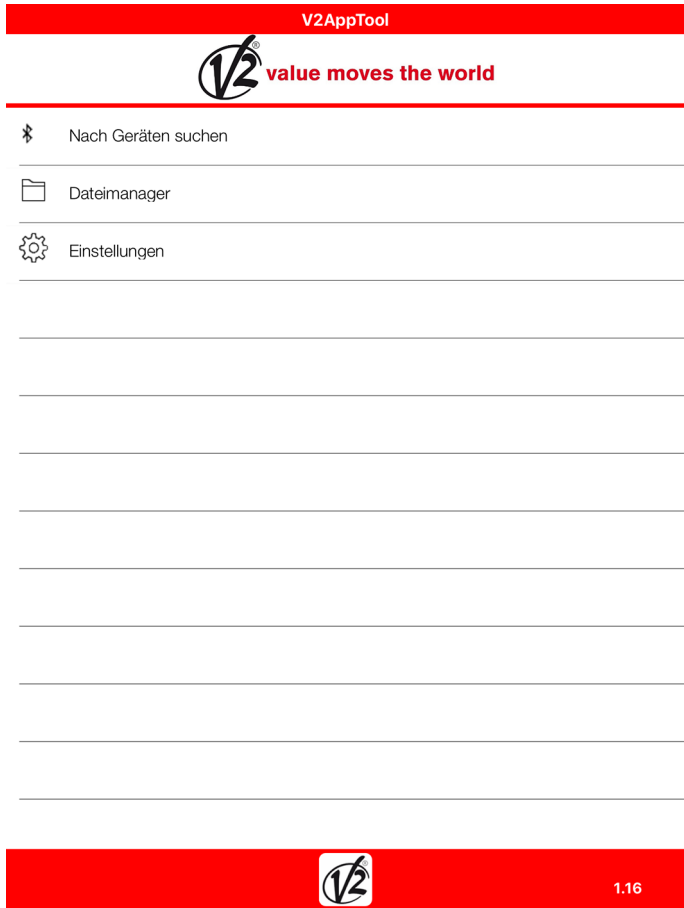 V2AppTool
V2® value moves the world
Nach Geräten suchen
Dateimanager
Einstellungen
V2®
1.16